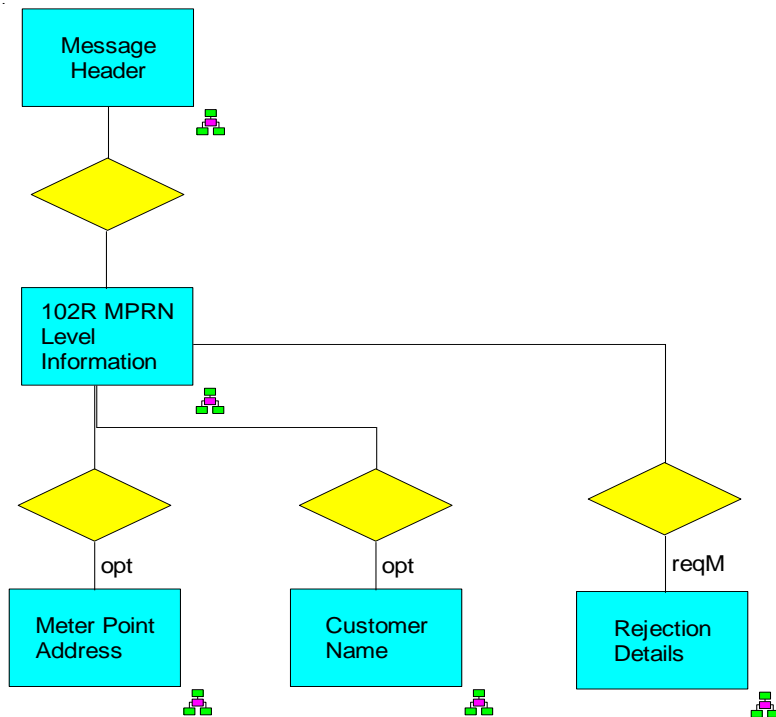 Message
Header
102R MPRN
Level
Information
opt
opt
reqM
Meter Point
Address
Customer
Name
Rejection
Details